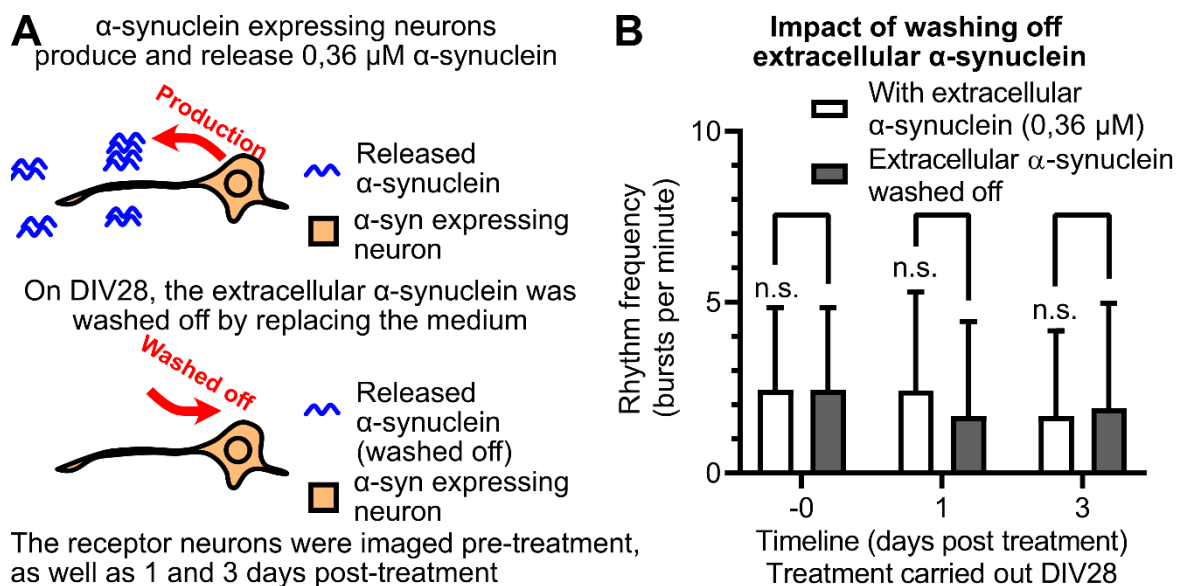 A
α-synuclein expressing neurons
produce and release 0,36 µM α-synuclein
Production
Released
α-synuclein
α-syn expressing
neuron
On DIV28, the extracellular α-synuclein was
washed off by replacing the medium
Washed off
Released
α-synuclein
(washed off)
α-syn expressing
neuron
The receptor neurons were imaged pre-treatment,
as well as 1 and 3 days post-treatment
B
Impact of washing off
extracellular α-synuclein
With extracellular
α-synuclein (0,36 µM)
Extracellular α-synuclein
washed off
Rhythm frequency
(bursts per minute)
10
5
0
n.s.
n.s.
n.s.
-0
1
3
Timeline (days post treatment)
Treatment carried out DIV28